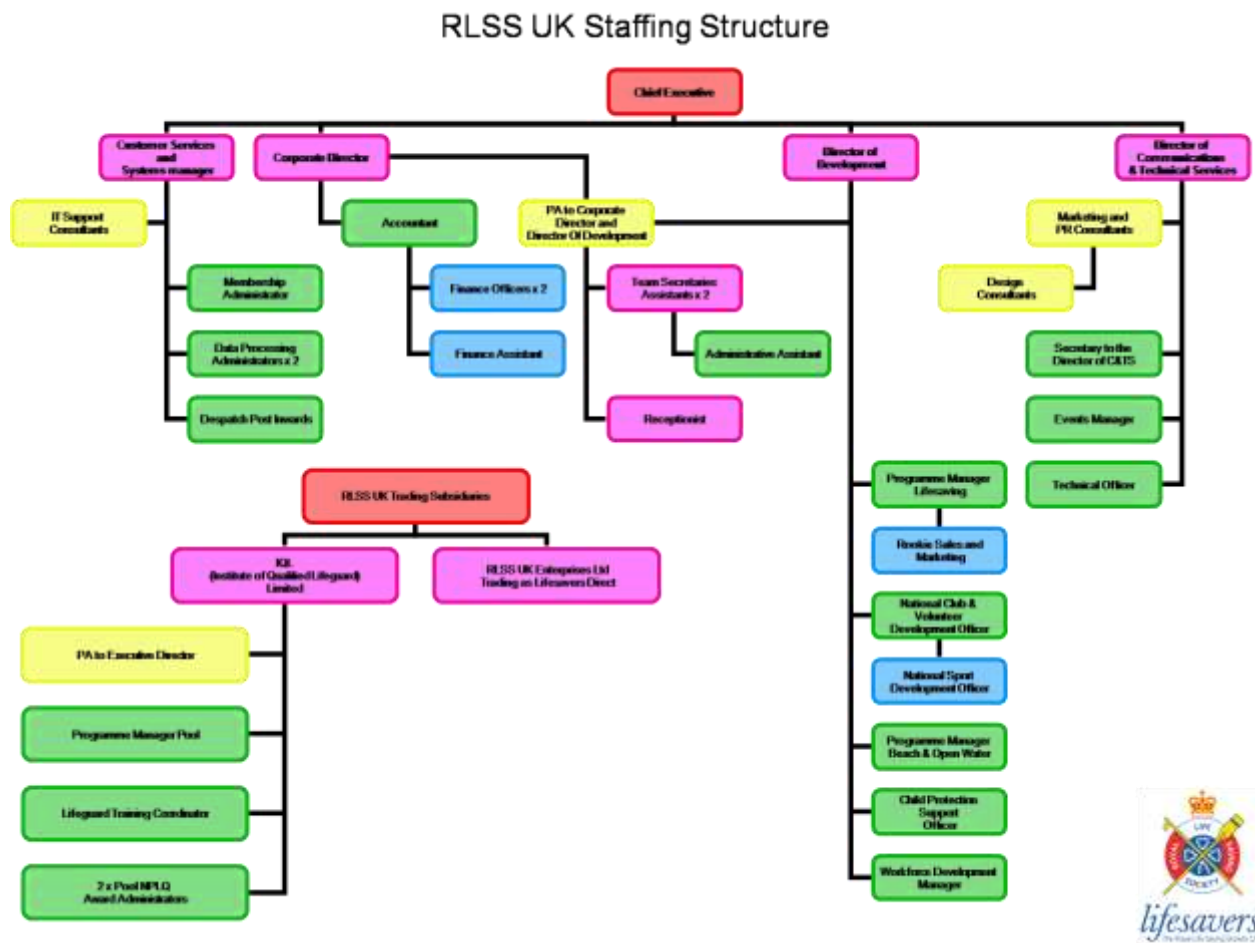 RLSS UK Staffing Structure
Chief Executive
Customer Services
and
Systems manager
Corporate Director
Director of
Development
Director of
Communications
& Technical Services
IT Support
Consultants
Accountant
PA to Corporate
Director and
Director Of Development
Marketing and
PR Consultants
Membership
Administrator
Finance Officers x 2
Team Secretaries
Assistants x 2
Design
Consultants
Data Processing
Administrators x 2
Finance Assistant
Administrative Assistant
Secretary to the
Director of C&TS
Despatch Post Inwards
Receptionist
Events Manager
RLSS UK Trading Subsidiaries
Programme Manager
Lifesaving
Technical Officer
IQL
(Institute of Qualified Lifeguard)
Limited
RLSS UK Enterprises Ltd
Trading as Lifesavers Direct
Rookie Sales and
Marketing
National Club &
Volunteer
Development Officer
PA to Executive Director
National Sport
Development Officer
Programme Manager Pool
Programme Manager
Beach & Open Water
Lifeguard Training Coordinator
Child Protection
Support
Officer
2 x Pool NPLQ
Award Administrators
Workforce Development
Manager
ROYAL LIFE SAVING SOCIETY
lifesavers